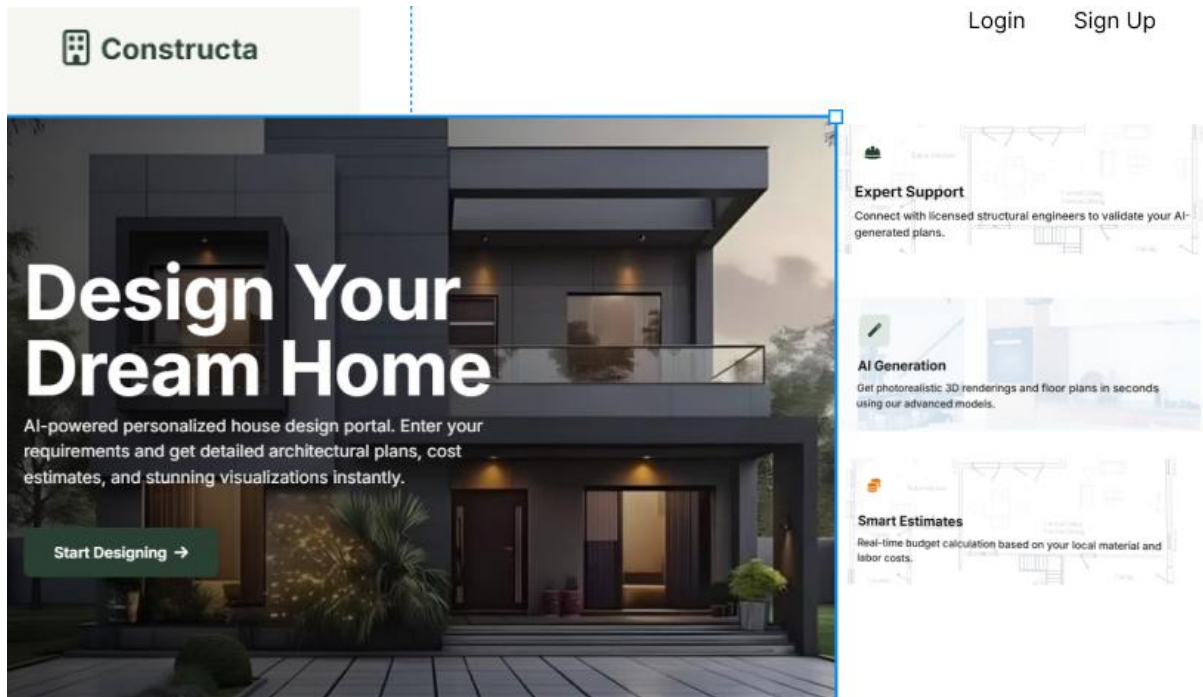 Constructa
Login
Sign Up
Design Your
Dream Home
AI-powered personalized house design portal. Enter your
requirements and get detailed architectural plans, cost
estimates, and stunning visualizations instantly.
Start Designing →
Expert Support
Connect with licensed structural engineers to validate your AI-
generated plans.
AI Generation
Get photorealistic 3D renderings and floor plans in seconds
using our advanced models.
Smart Estimates
Real-time budget calculation based on your local material and
labor costs.